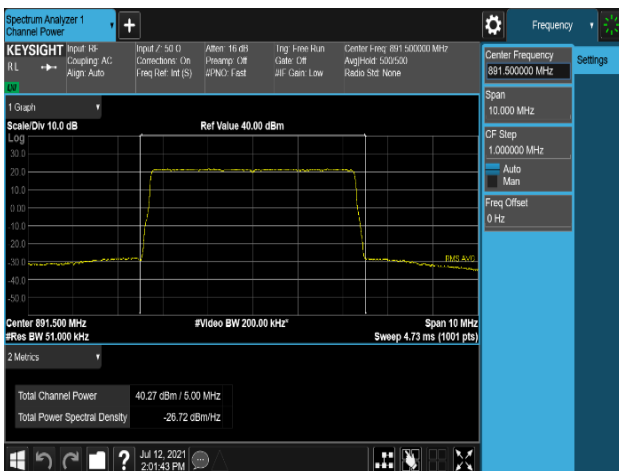 Spectrum Analyzer 1
Channel Power
Frequency
KEYSIGHT
R L
Input: RF
Coupling: AC
Align: Auto
Input Z: 50 Ω
Corrections: On
Freq Ref: Int (S)
Atten: 16 dB
Preamp: Off
#PNO: Fast
Trig: Free Run
Gate: Off
#IF Gain: Low
Center Freq: 891.500000 MHz
Avg|Hold: 500/500
Radio Std: None
Center Frequency
891.500000 MHz
Settings
Span
10.000 MHz
CF Step
1.000000 MHz
Auto
Man
Freq Offset
0 Hz
1 Graph
Scale/Div 10.0 dB
Ref Value 40.00 dBm
Log
30.0
20.0
10.0
0.00
-10.0
-20.0
-30.0
-40.0
-50.0
RMS AVG
Center 891.500 MHz
#Video BW 200.00 kHz*
Span 10 MHz
#Res BW 51.000 kHz
Sweep 4.73 ms (1001 pts)
2 Metrics
Total Channel Power
40.27 dBm / 5.00 MHz
Total Power Spectral Density
-26.72 dBm/Hz
?
Jul 12, 2021
2:01:43 PM